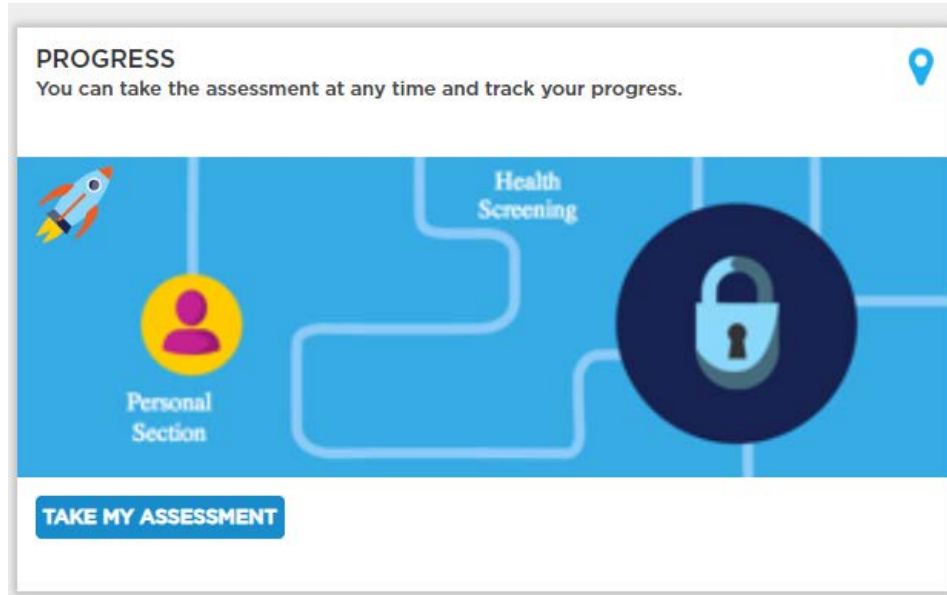 PROGRESS
You can take the assessment at any time and track your progress.
Health
Screening
Personal
Section
TAKE MY ASSESSMENT